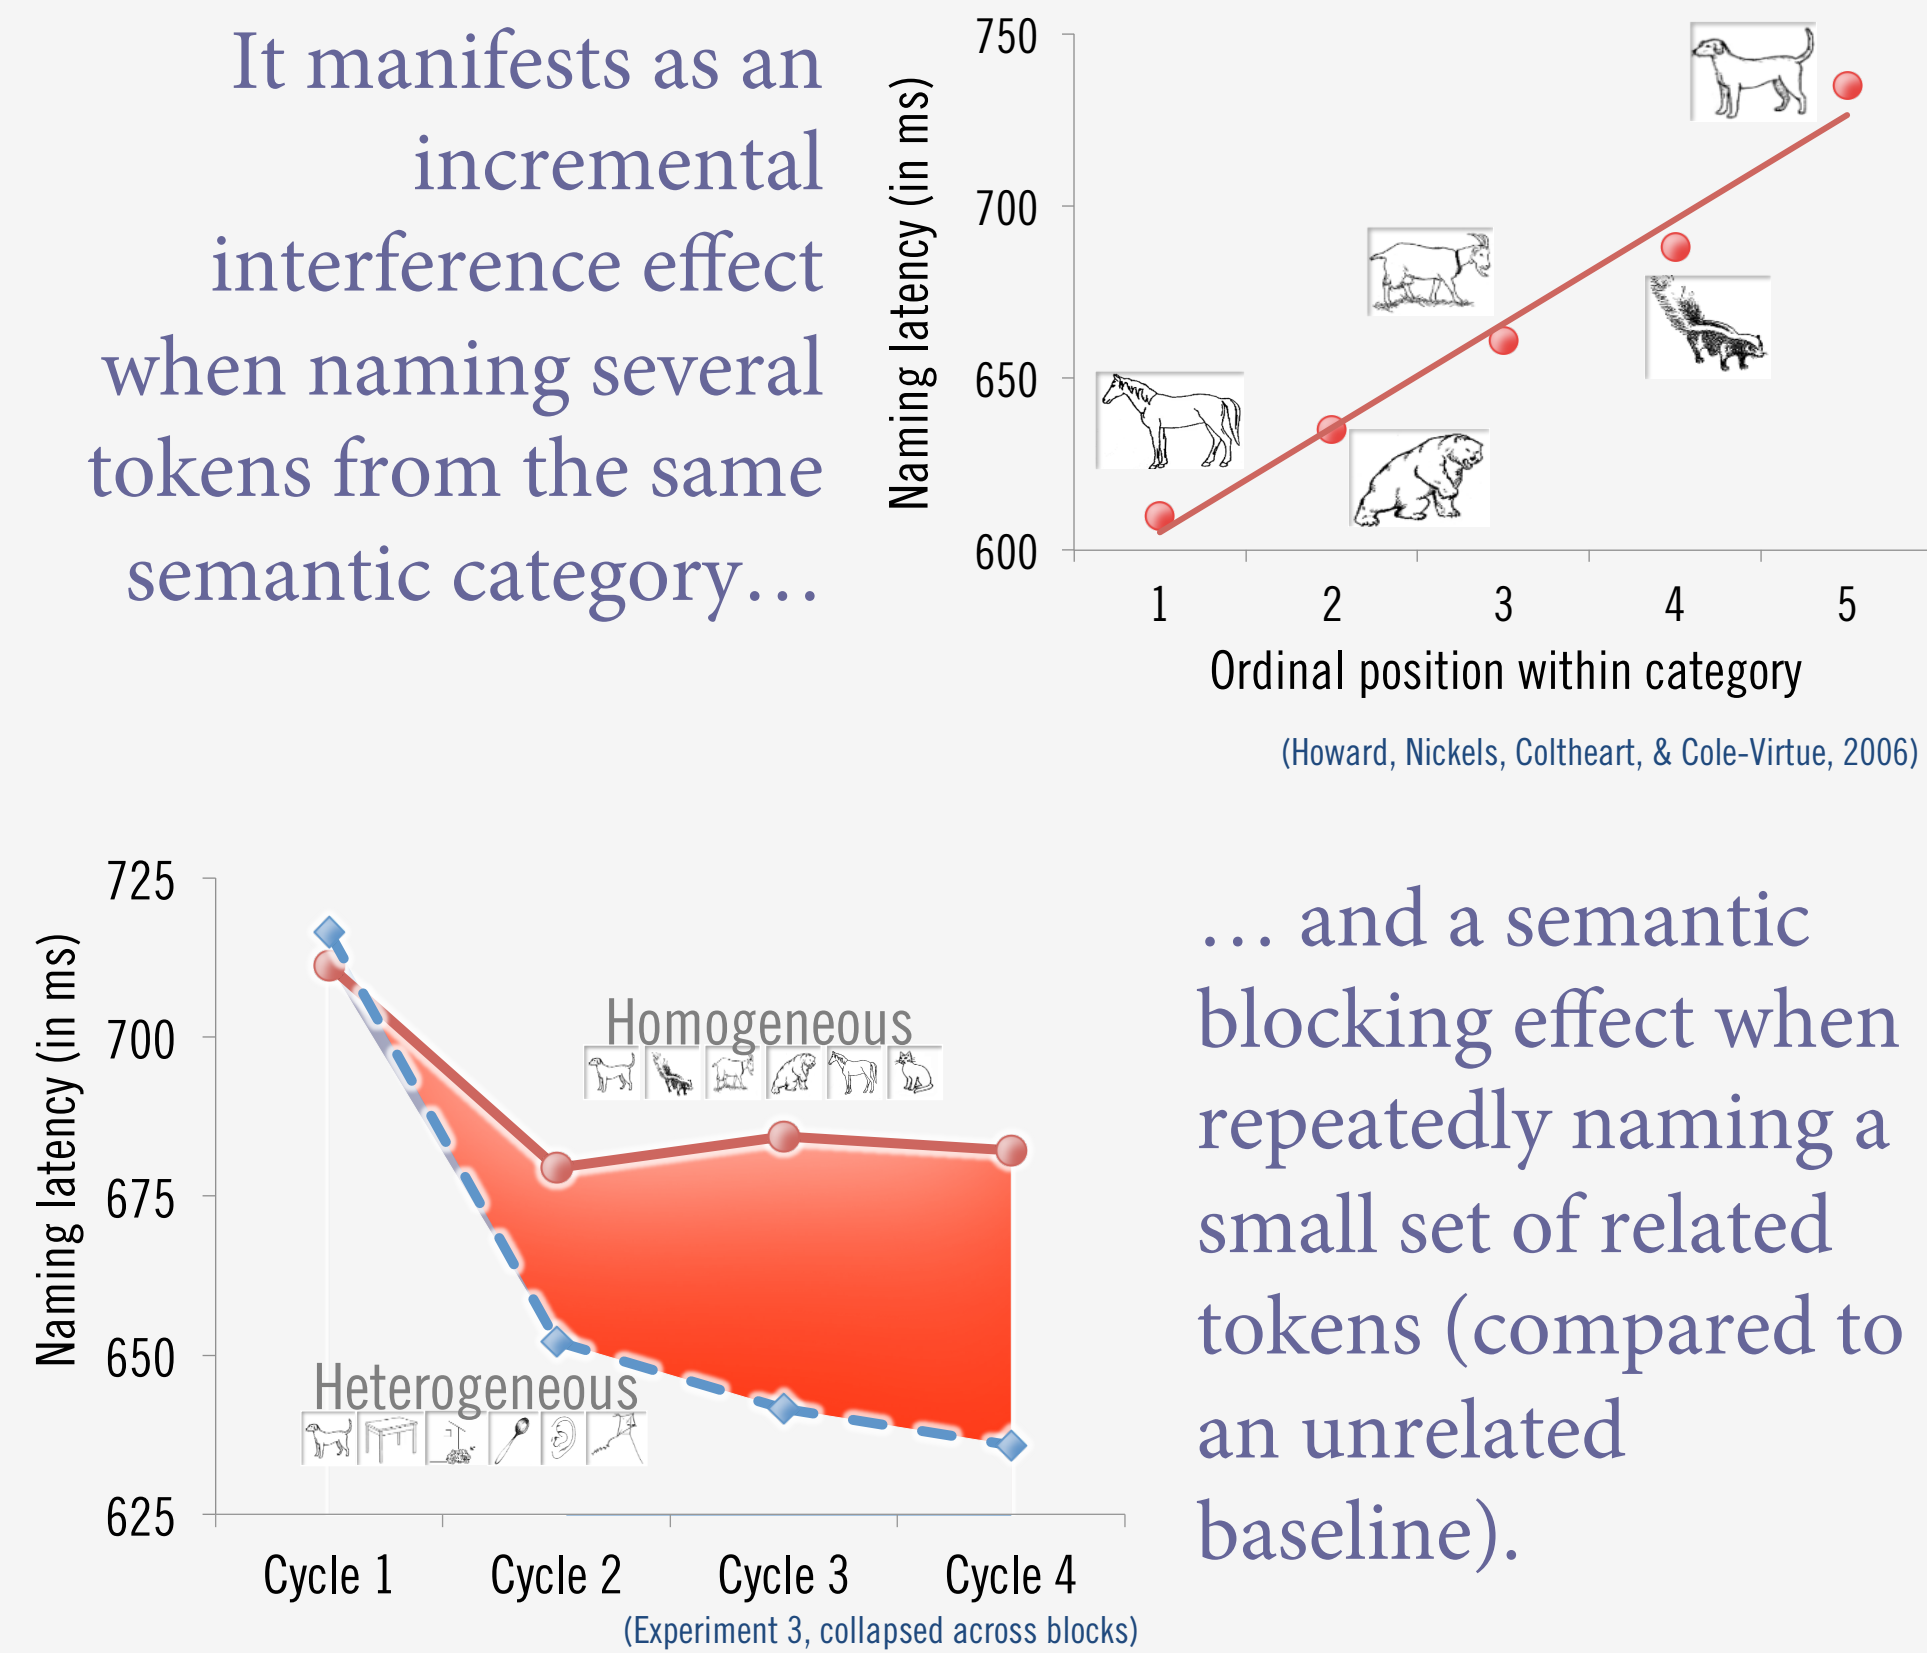 It manifests as an
incremental
interference effect
when naming several
tokens from the same
semantic category…
Naming latency (in ms)
750
700
650
600
1 2 3 4 5
Ordinal position within category
(Howard, Nickels, Coltheart, & Cole-Virtue, 2006)
Naming latency (in ms)
725
700
675
650
625
Homogeneous
Heterogeneous
Cycle 1 Cycle 2 Cycle 3 Cycle 4
(Experiment 3, collapsed across blocks)
… and a semantic
blocking effect when
repeatedly naming a
small set of related
tokens (compared to
an unrelated
baseline).